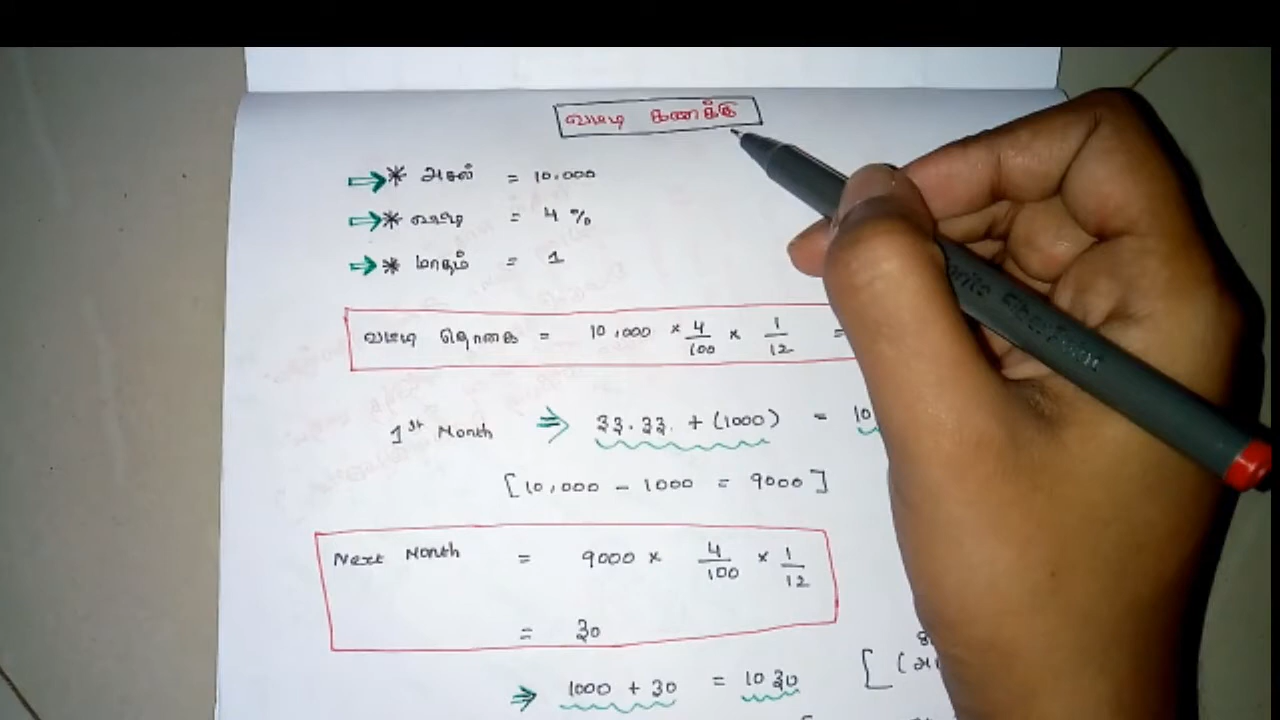 வட்டி கணக்கு
* அசல் = 10,000
* வட்டி = 4 %
* மாதம் = 1
வட்டி தொகை = 10,000 × 4/100 × 1/12 =
1st Month ⇒ 33.33. + (1000) = 10
[10,000 - 1000 = 9000]
Next Month = 9000 × 4/100 × 1/12
= 30
⇒ 1000 + 30 = 1030